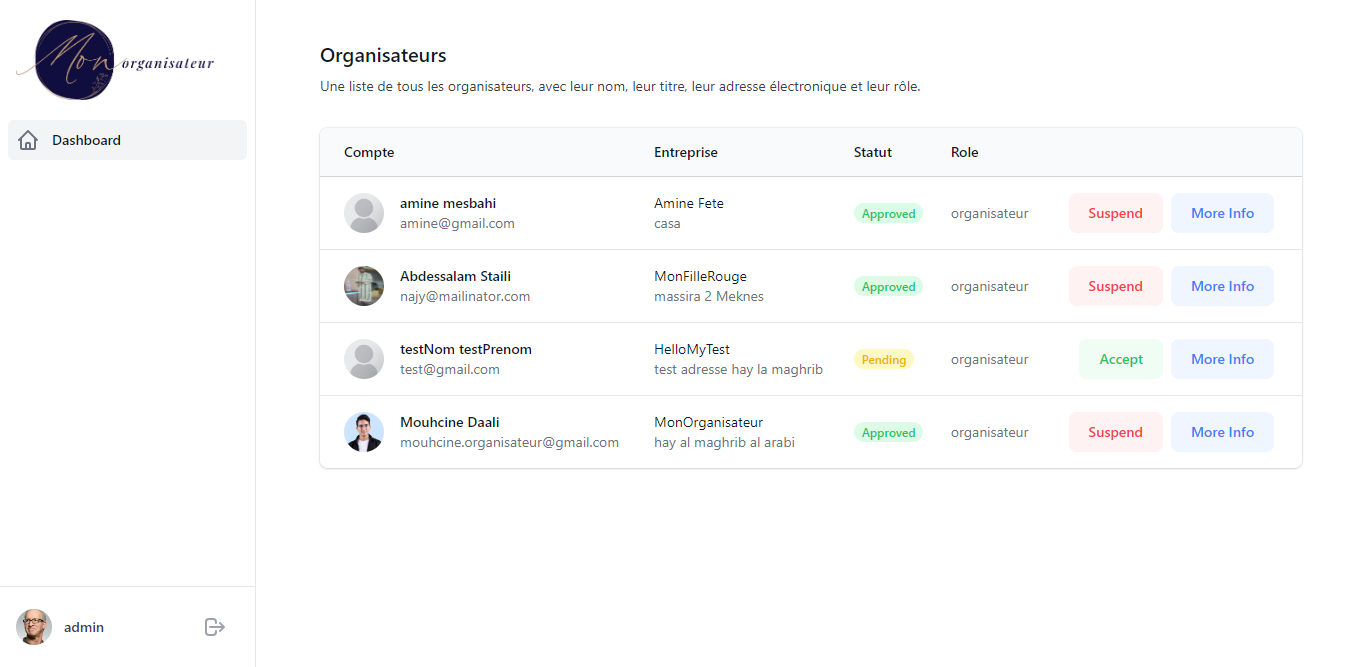 Mon organisateur
Dashboard
Organisateurs
Une liste de tous les organisateurs, avec leur nom, leur titre, leur adresse électronique et leur rôle.
Compte Entreprise Statut Role
amine mesbahi Amine Fete
amine@gmail.com casa
Approved organisateur Suspend More Info
Abdessalam Staili MonFilleRouge
najy@mailinator.com massira 2 Meknes
Approved organisateur Suspend More Info
testNom testPrenom HelloMyTest
test@gmail.com test adresse hay la maghrib
Pending organisateur Accept More Info
Mouhcine Daali MonOrganisateur
mouhcine.organisateur@gmail.com hay al maghrib al arabi
Approved organisateur Suspend More Info
admin